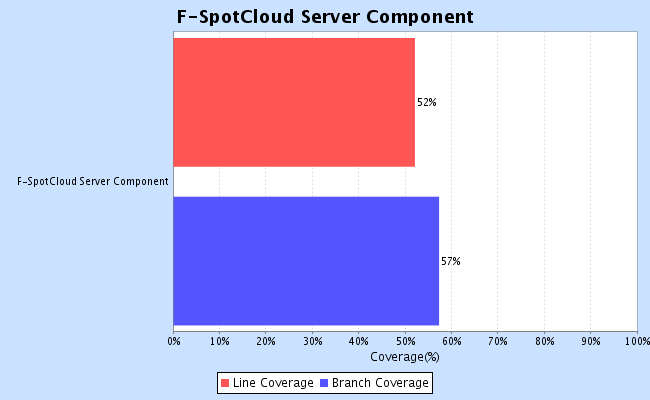 F-SpotCloud Server Component
52%
F-SpotCloud Server Component
57%
0% 10% 20% 30% 40% 50% 60% 70% 80% 90% 100%
Coverage(%)
Line Coverage Branch Coverage